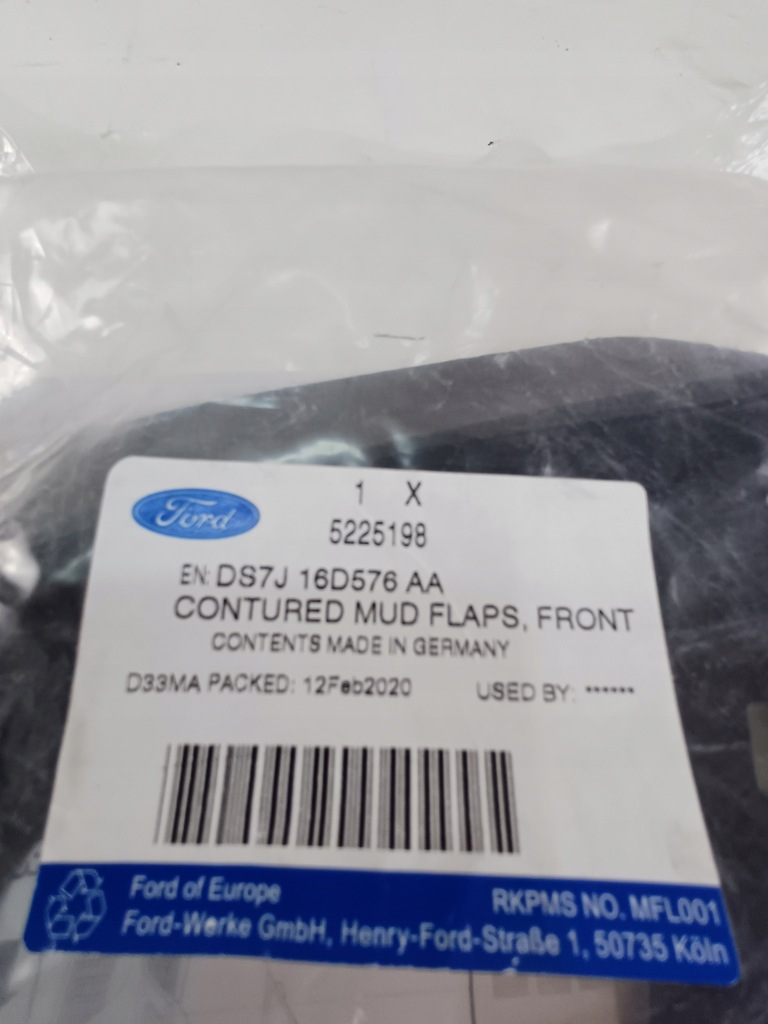 Ford
1 X
5225198
EN: DS7J 16D576 AA
CONTURED MUD FLAPS, FRONT
CONTENTS MADE IN GERMANY
D33MA PACKED: 12Feb2020 USED BY: ******
Ford of Europe RKPMS NO. MFL001
Ford-Werke GmbH, Henry-Ford-Straße 1, 50735 Köln